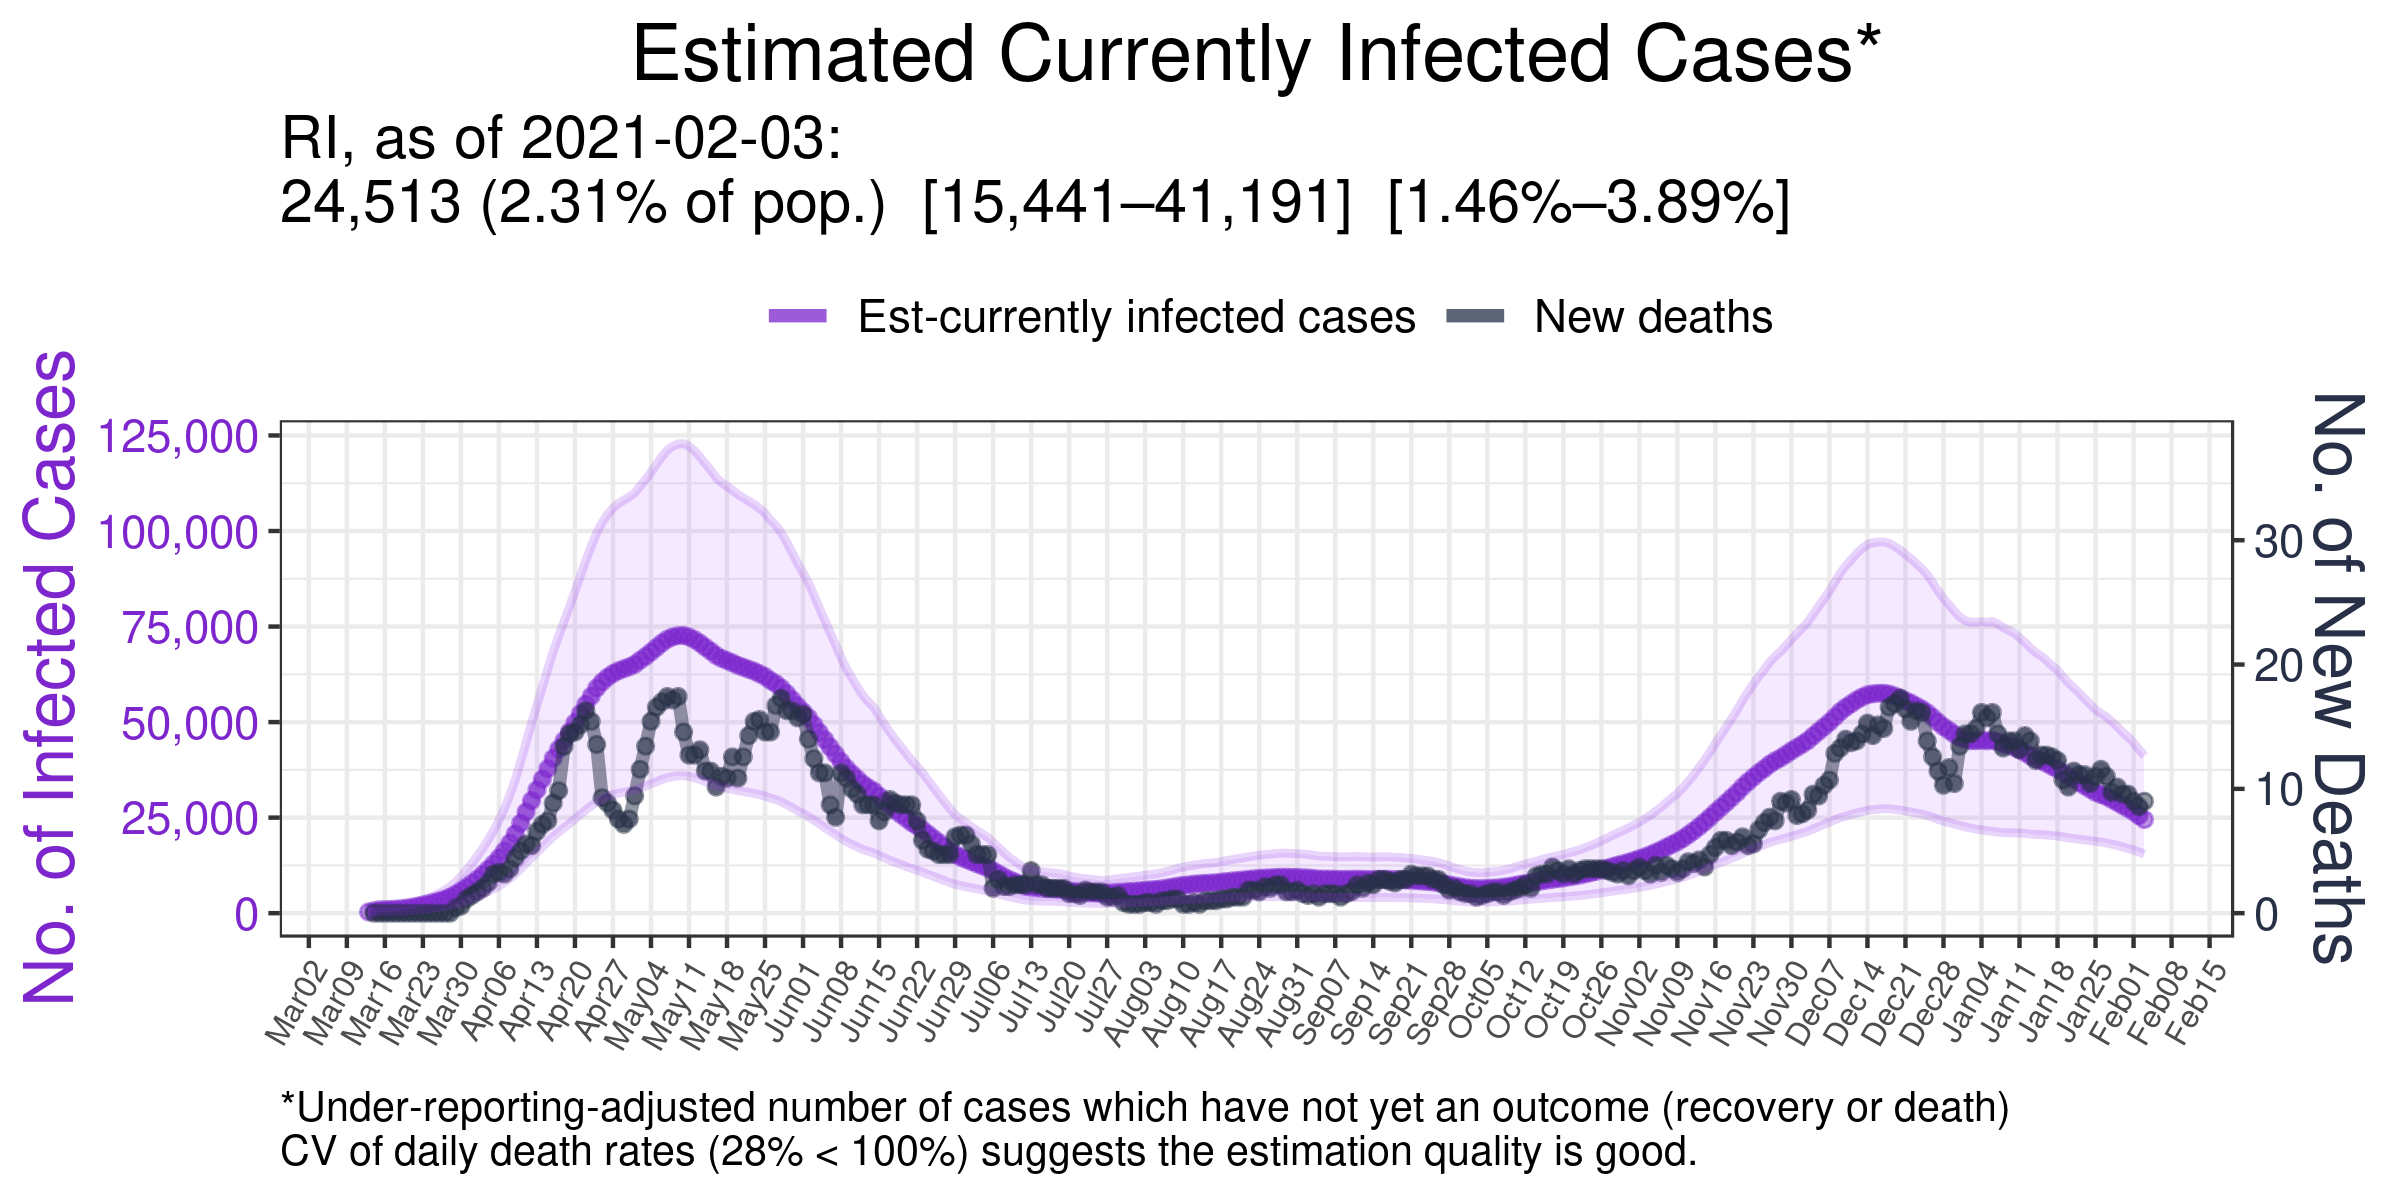 Estimated Currently Infected Cases*
RI, as of 2021-02-03:
24,513 (2.31% of pop.) [15,441–41,191] [1.46%–3.89%]
Est-currently infected cases
New deaths
No. of Infected Cases
125,000
100,000
75,000
50,000
25,000
0
No. of New Deaths
30
20
10
0
Mar02
Mar09
Mar16
Mar23
Mar30
Apr06
Apr13
Apr20
Apr27
May04
May11
May18
May25
Jun01
Jun08
Jun15
Jun22
Jun29
Jul06
Jul13
Jul20
Jul27
Aug03
Aug10
Aug17
Aug24
Aug31
Sep07
Sep14
Sep21
Sep28
Oct05
Oct12
Oct19
Oct26
Nov02
Nov09
Nov16
Nov23
Nov30
Dec07
Dec14
Dec21
Dec28
Jan04
Jan11
Jan18
Jan25
Feb01
Feb08
Feb15
*Under-reporting-adjusted number of cases which have not yet an outcome (recovery or death)
CV of daily death rates (28% < 100%) suggests the estimation quality is good.